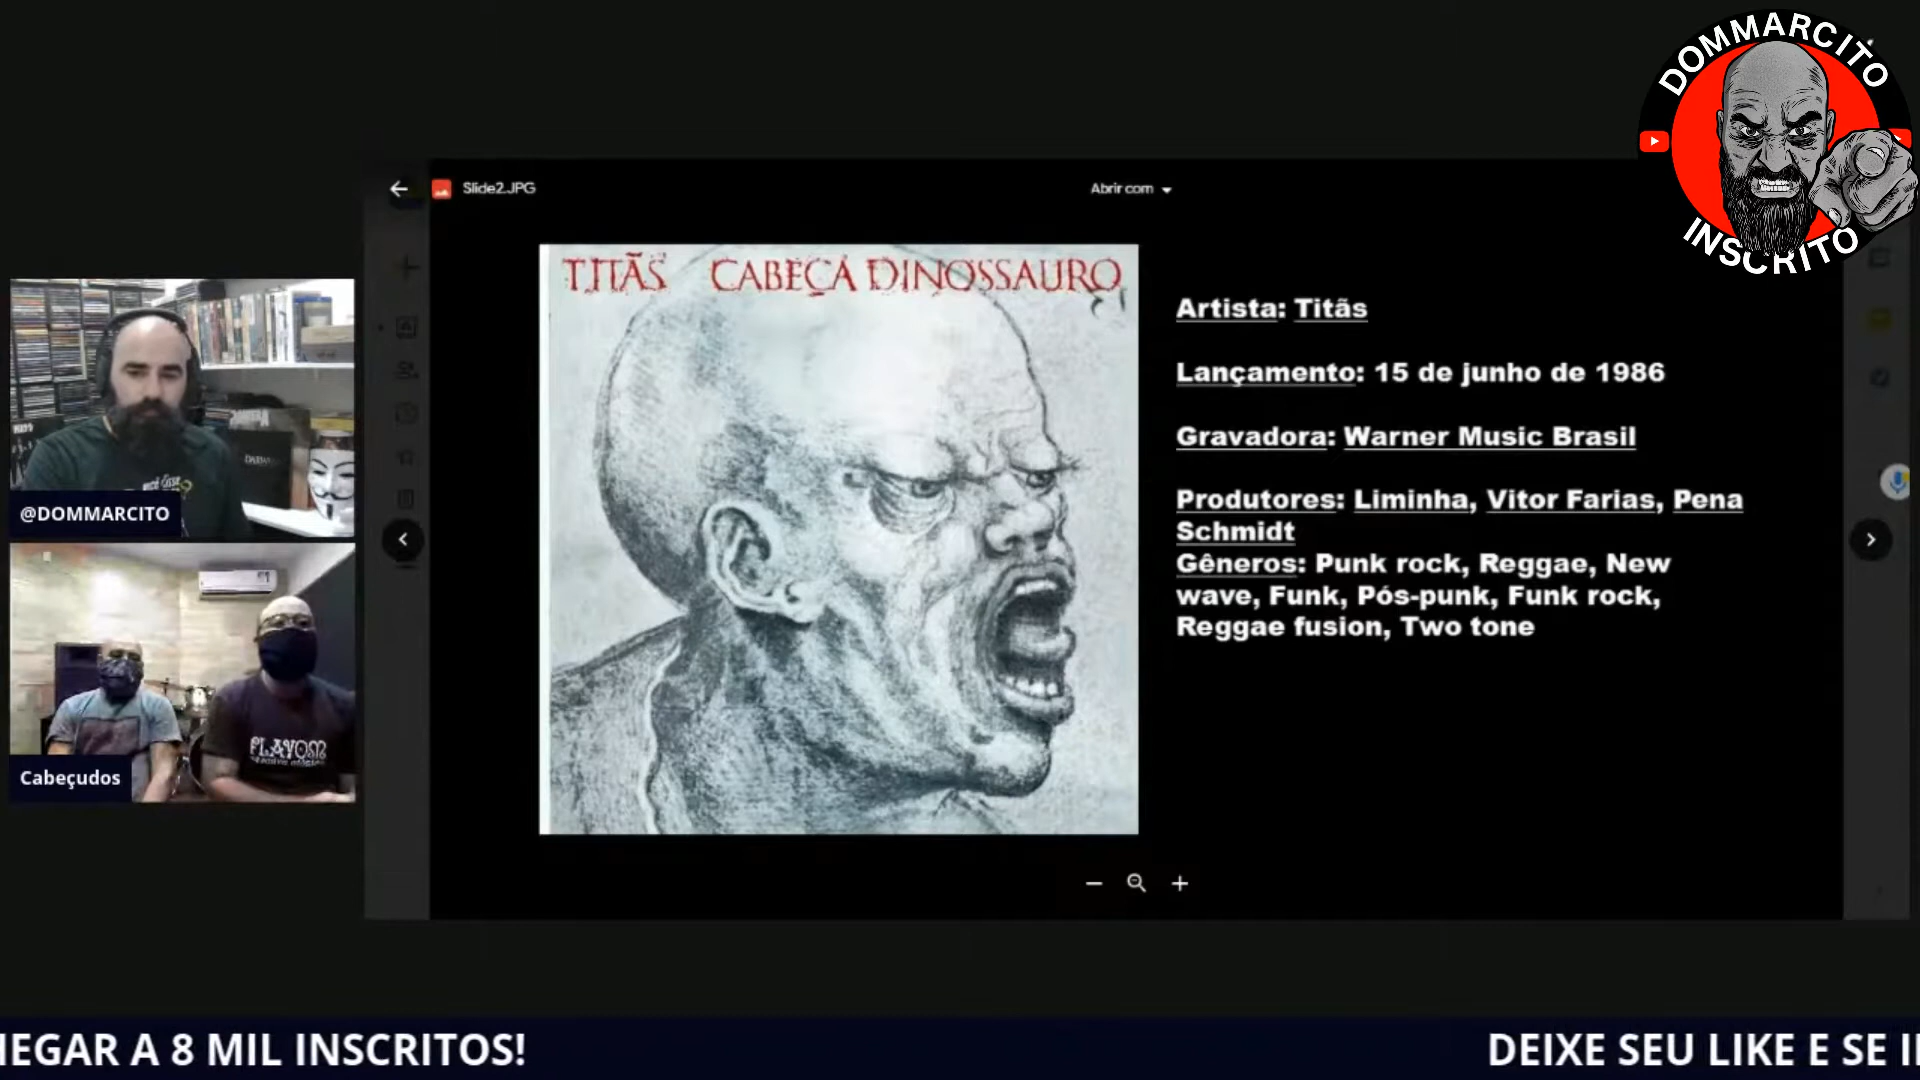 DOMMARCITO
INSCRITO
Slide2.JPG
Abrir com
TITÃS CABEÇA DINOSSAURO
Artista: Titãs
Lançamento: 15 de junho de 1986
Gravadora: Warner Music Brasil
Produtores: Liminha, Vitor Farias, Pena
Schmidt
Gêneros: Punk rock, Reggae, New
wave, Funk, Pós-punk, Funk rock,
Reggae fusion, Two tone
@DOMMARCITO
Cabeçudos
HEGAR A 8 MIL INSCRITOS!
DEIXE SEU LIKE E SE I